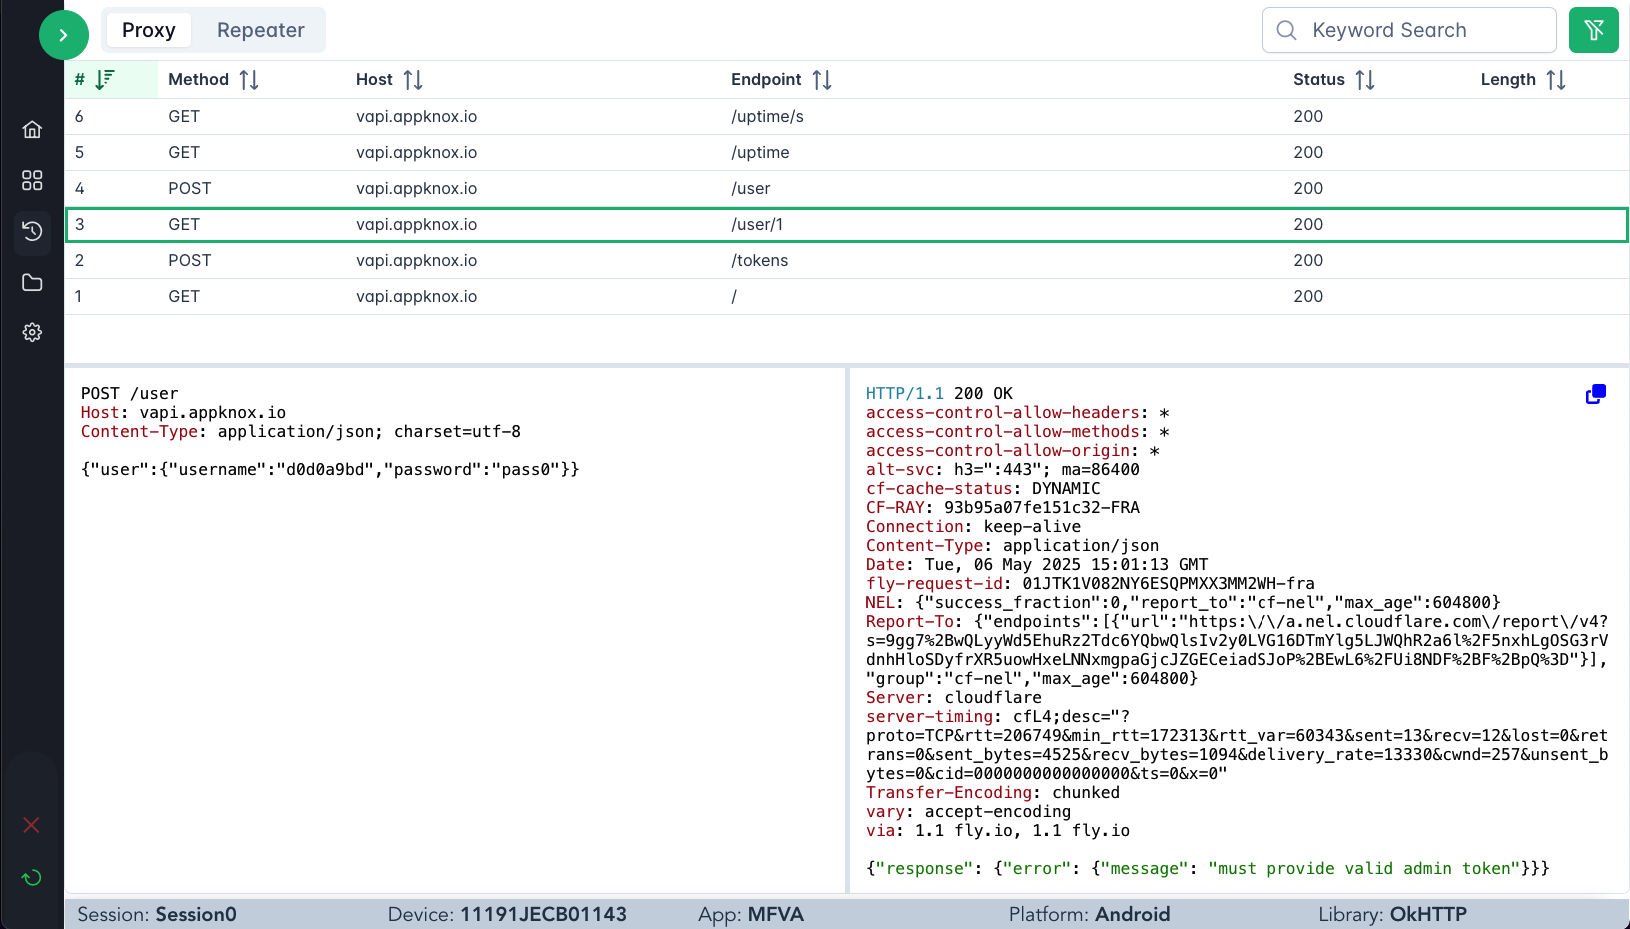 Proxy Repeater Keyword Search
# Method Host Endpoint Status Length
6 GET vapi.appknox.io /uptime/s 200
5 GET vapi.appknox.io /uptime 200
4 POST vapi.appknox.io /user 200
3 GET vapi.appknox.io /user/1 200
2 POST vapi.appknox.io /tokens 200
1 GET vapi.appknox.io / 200
POST /user
Host: vapi.appknox.io
Content-Type: application/json; charset=utf-8
{"user":{"username":"d0d0a9bd","password":"pass0"}}
HTTP/1.1 200 OK
access-control-allow-headers: *
access-control-allow-methods: *
access-control-allow-origin: *
alt-svc: h3=":443"; ma=86400
cf-cache-status: DYNAMIC
CF-RAY: 93b95a07fe151c32-FRA
Connection: keep-alive
Content-Type: application/json
Date: Tue, 06 May 2025 15:01:13 GMT
fly-request-id: 01JTK1V082NY6ESQPMXX3MM2WH-fra
NEL: {"success_fraction":0,"report_to":"cf-nel","max_age":604800}
Report-To: {"endpoints":[{"url":"https:\/\/a.nel.cloudflare.com\/report\/v4?
s=9gg7%2BwQLyyWd5EhuRz2Tdc6YQbwQlsIv2y0LVG16DTmYlg5LJWQhR2a6l%2F5nxhLgOSG3rV
dnhHloSDyfrXR5uowHxeLNNxmgpaGjcJZGECeiadSJoP%2BEwL6%2FUi8NDF%2BF%2BpQ%3D"}],
"group":"cf-nel","max_age":604800}
Server: cloudflare
server-timing: cfL4;desc="?
proto=TCP&rtt=206749&min_rtt=172313&rtt_var=60343&sent=13&recv=12&lost=0&ret
rans=0&sent_bytes=4525&recv_bytes=1094&delivery_rate=13330&cwnd=257&unsent_b
ytes=0&cid=0000000000000000&ts=0&x=0"
Transfer-Encoding: chunked
vary: accept-encoding
via: 1.1 fly.io, 1.1 fly.io
{"response": {"error": {"message": "must provide valid admin token"}}}
Session: Session0 Device: 11191JECB01143 App: MFVA Platform: Android Library: OkHTTP